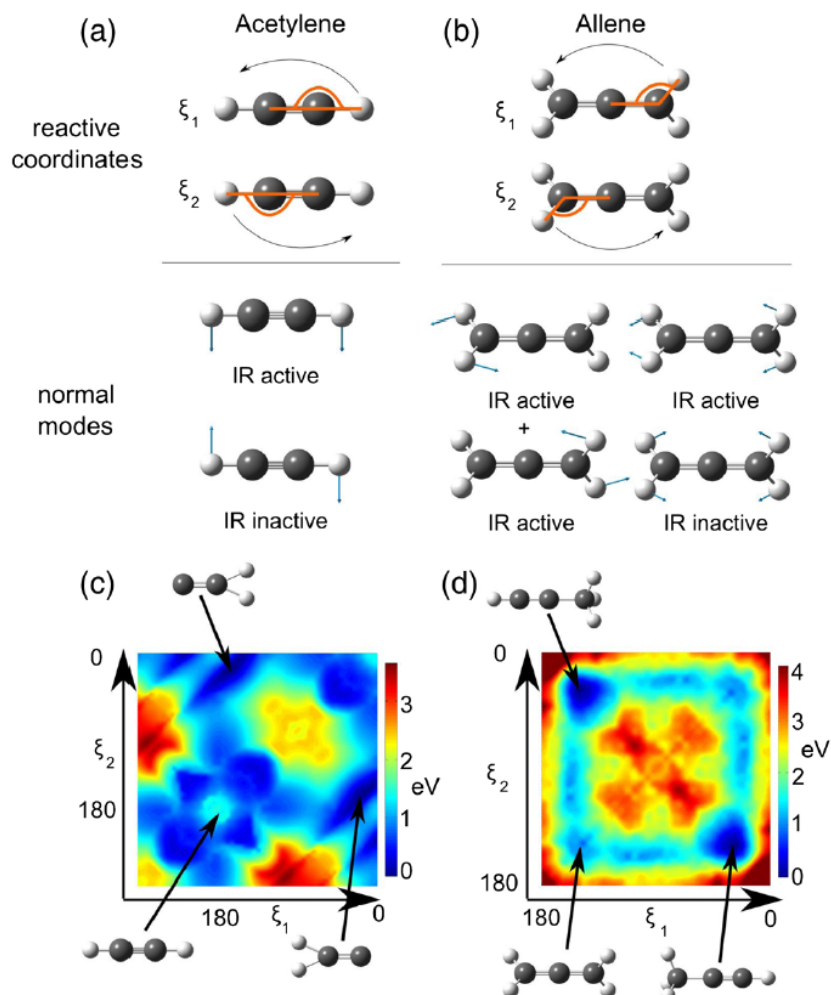 (a) Acetylene
(b) Allene
reactive
coordinates
ξ1
ξ2
ξ1
ξ2
normal
modes
IR active
IR inactive
IR active
+
IR active
IR active
IR inactive
(c)
0
ξ2
180
180
ξ1
0
3
2
eV
1
0
(d)
0
ξ2
180
180
ξ1
0
4
3
eV
2
1
0